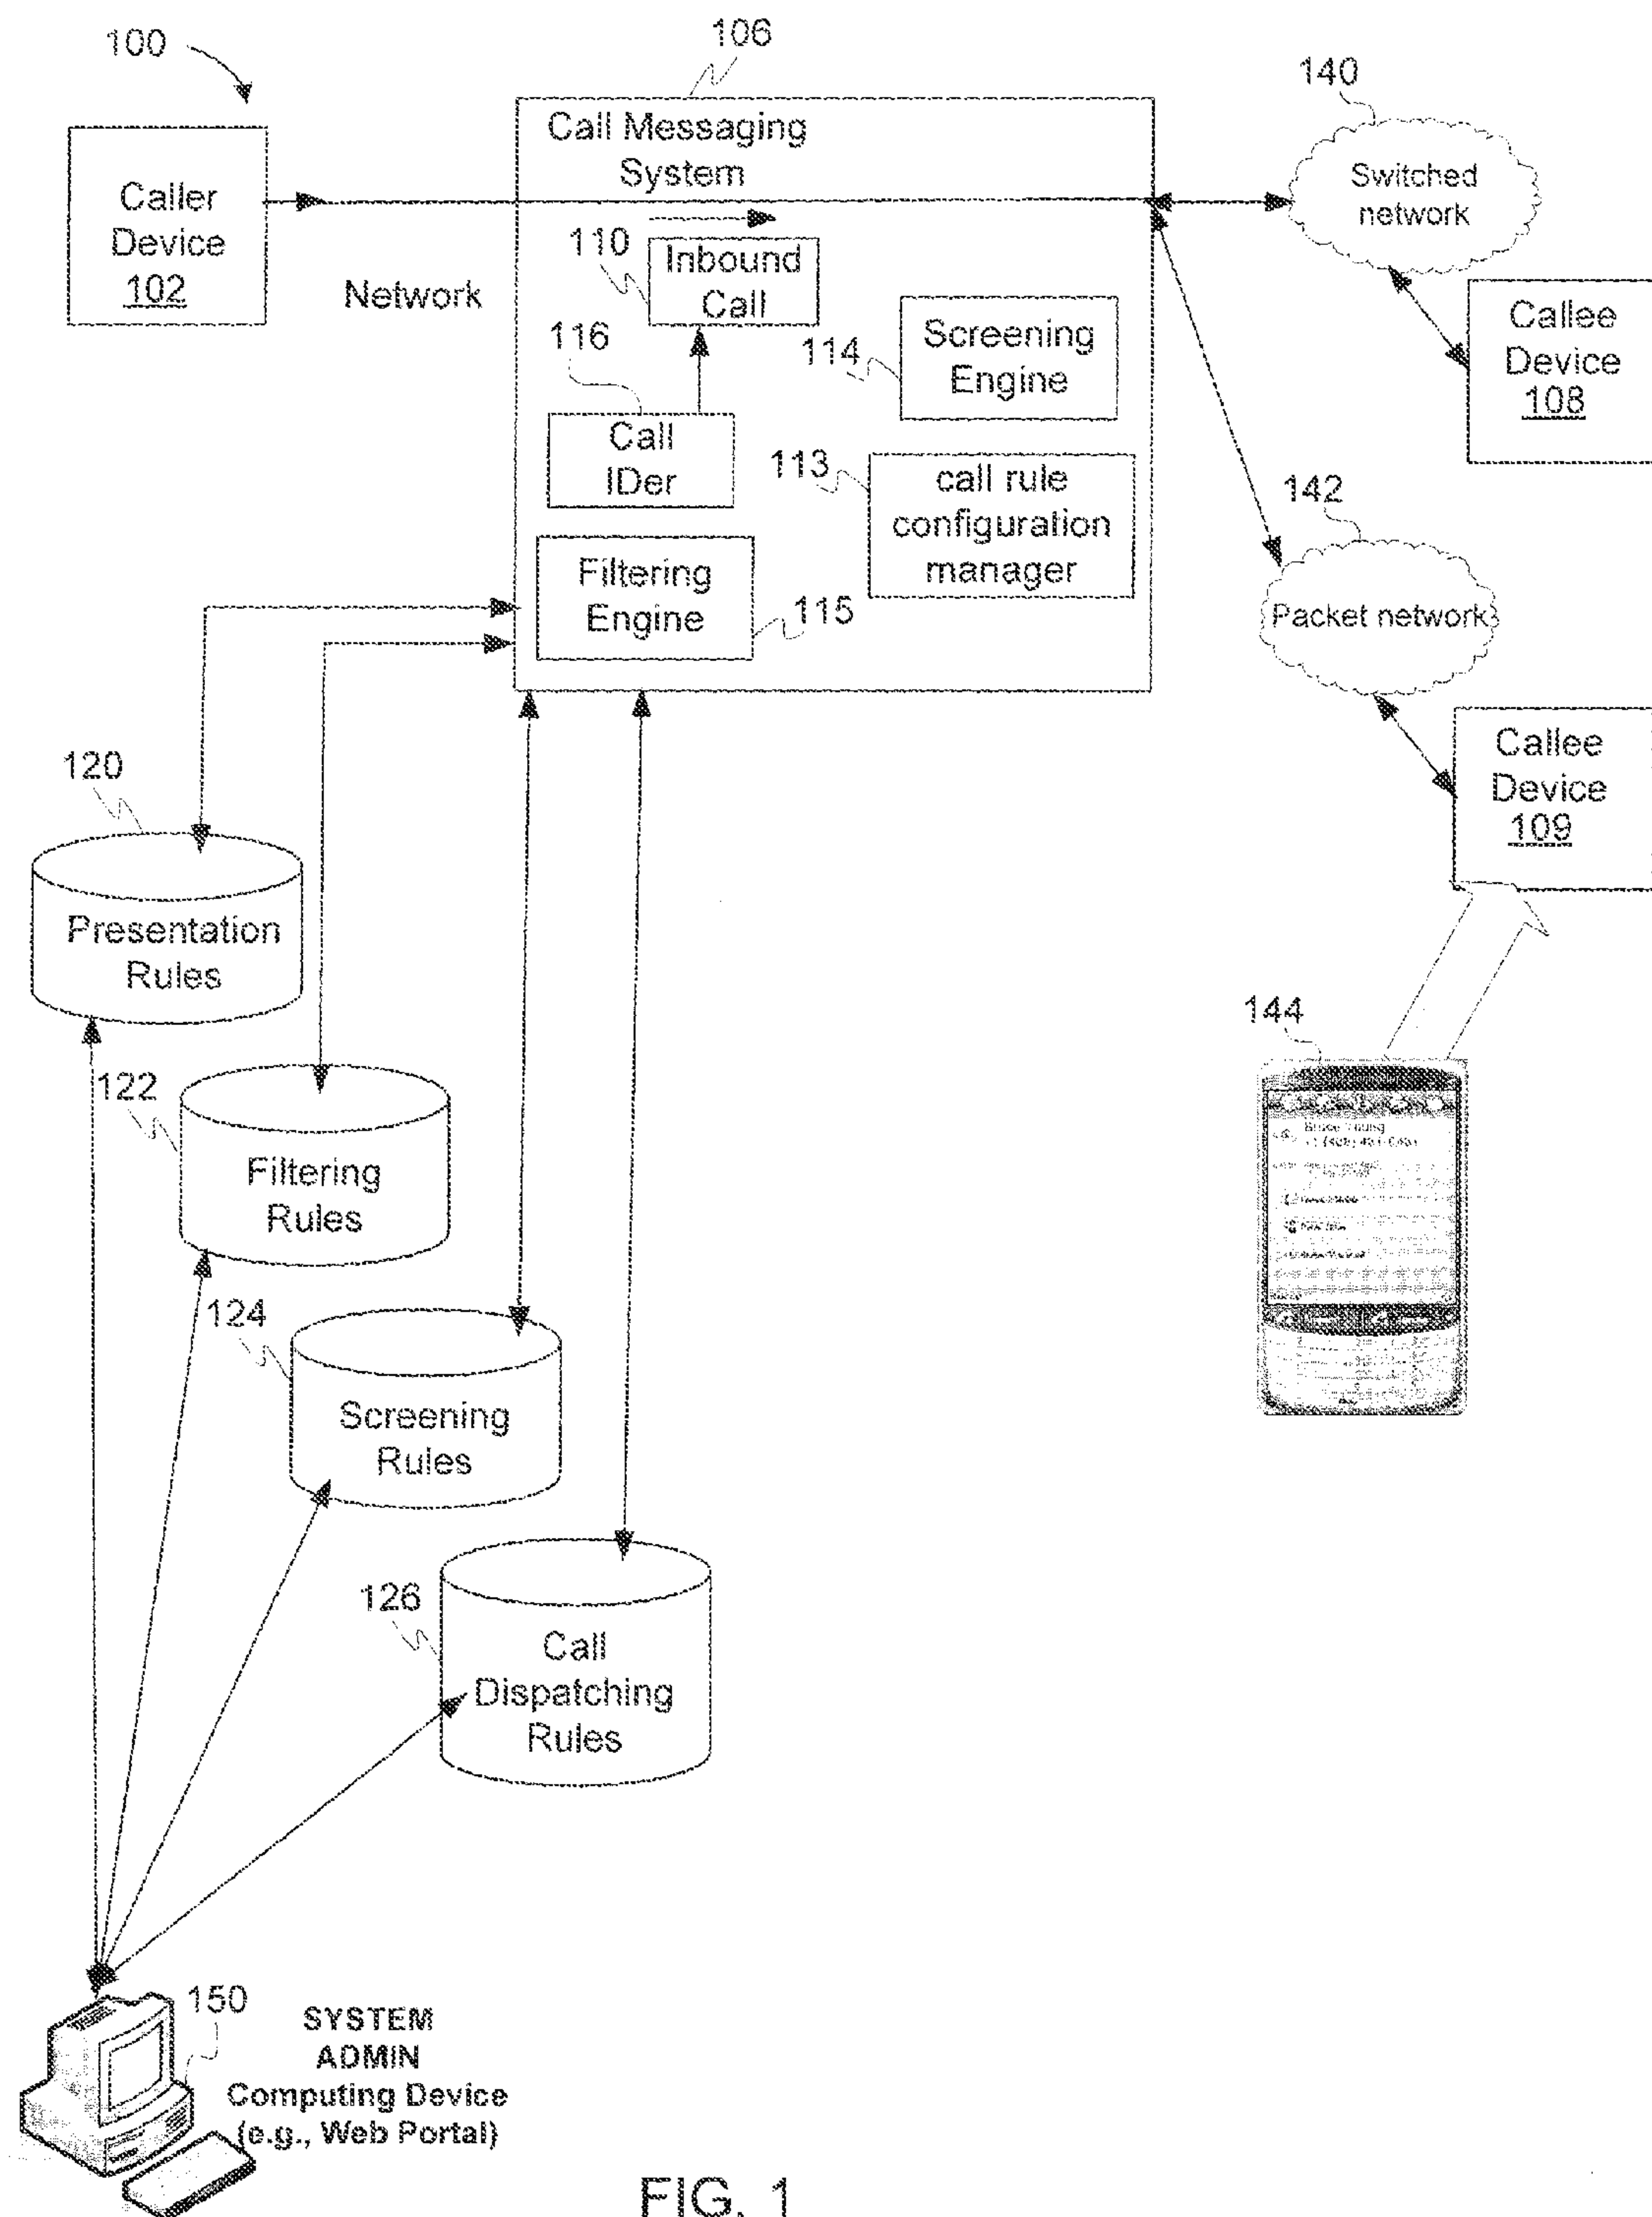 100
106
140
Call Messaging
System
Caller
Device
102
Switched
network
110
Inbound
Call
Network
116
114
Screening
Engine
Callee
Device
108
Call
IDer
113
call rule
configuration
manager
142
Filtering
Engine
115
Packet network
120
Callee
Device
109
Presentation
Rules
144
122
Filtering
Rules
124
Screening
Rules
126
Call
Dispatching
Rules
150
SYSTEM
ADMIN
Computing Device
(e.g., Web Portal)
FIG. 1